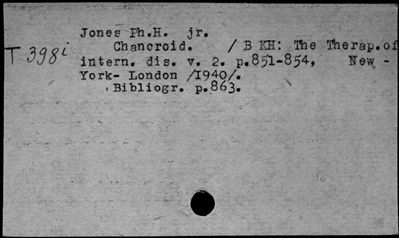 Jones Ph.H. jr.
T 398i
Chancroid. / В КН: The Therap.of
intern. dis. v. 2. p.851-854, New -
York- London /1940/.
Bibliogr. p.863.